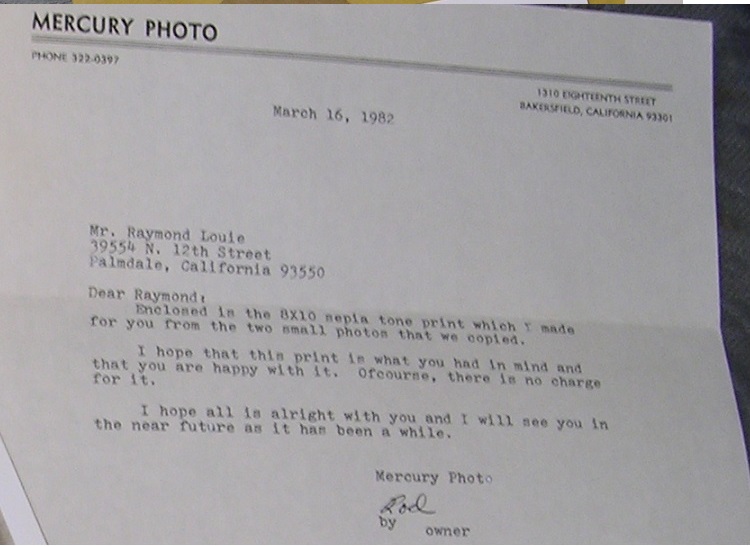 MERCURY PHOTO
PHONE 322-0397
1310 EIGHTEENTH STREET
BAKERSFIELD, CALIFORNIA 93301
March 16, 1982
Mr. Raymond Louie
39554 N. 12th Street
Palmdale, California 93550
Dear Raymond:
Enclosed is the 8X10 sepia tone print which I made
for you from the two small photos that we copied.
I hope that this print is what you had in mind and
that you are happy with it.  Ofcourse, there is no charge
for it.
I hope all is alright with you and I will see you in
the near future as it has been a while.
Mercury Photo
Rod
by owner